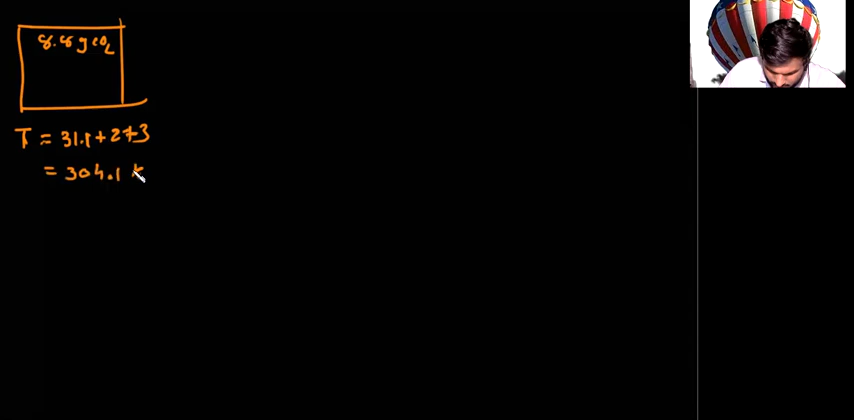 8.8 g CO₂
T = 31.1 + 273
= 304.1 K